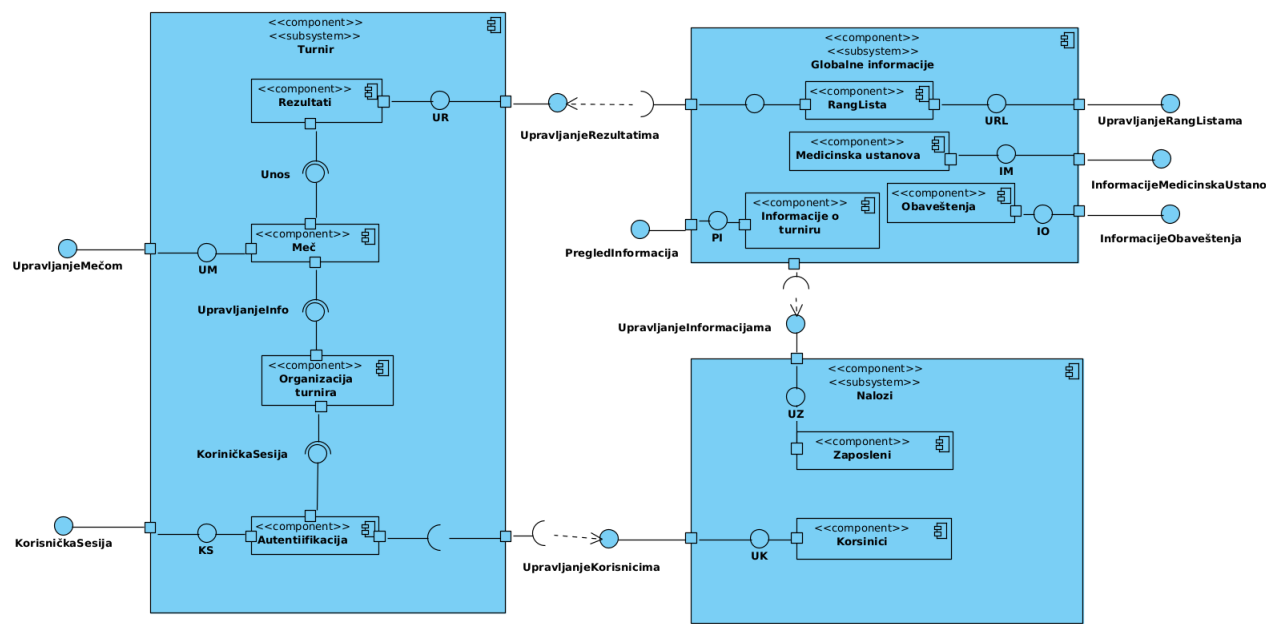 <<component>>
<<subsystem>>
Turnir
<<component>>
Rezultati
UR
Unos
<<component>>
Meč
UM
UpravljanjeMečom
UpravljanjeInfo
<<component>>
Organizacija
turnira
KoriničkaSesija
<<component>>
Autentiifikacija
KS
KorisničkaSesija
UpravljanjeRezultatima
<<component>>
<<subsystem>>
Globalne informacije
<<component>>
RangLista
URL
UpravljanjeRangListama
<<component>>
Medicinska ustanova
IM
InformacijeMedicinskaUstano
<<component>>
Obaveštenja
IO
InformacijeObaveštenja
<<component>>
Informacije o
turniru
PI
PregledInformacija
UpravljanjeInformacijama
<<component>>
<<subsystem>>
Nalozi
UZ
<<component>>
Zaposleni
<<component>>
Korsinici
UK
UpravljanjeKorisnicima